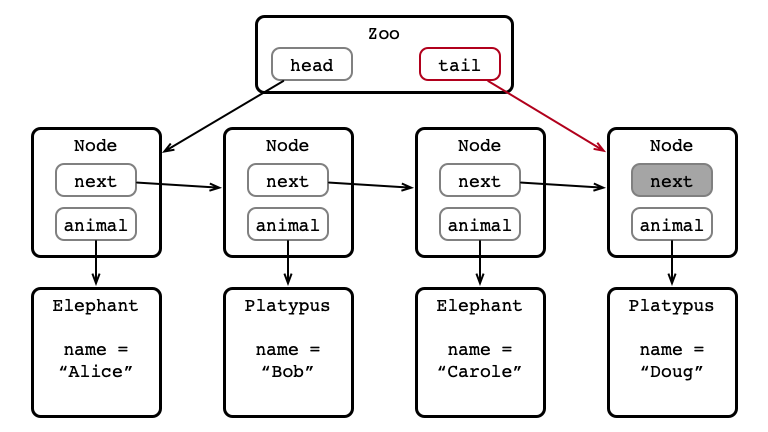 Zoo
head tail
Node Node Node Node
next next next next
animal animal animal animal
Elephant Platypus Elephant Platypus
name = name = name = name =
“Alice” “Bob” “Carole” “Doug”